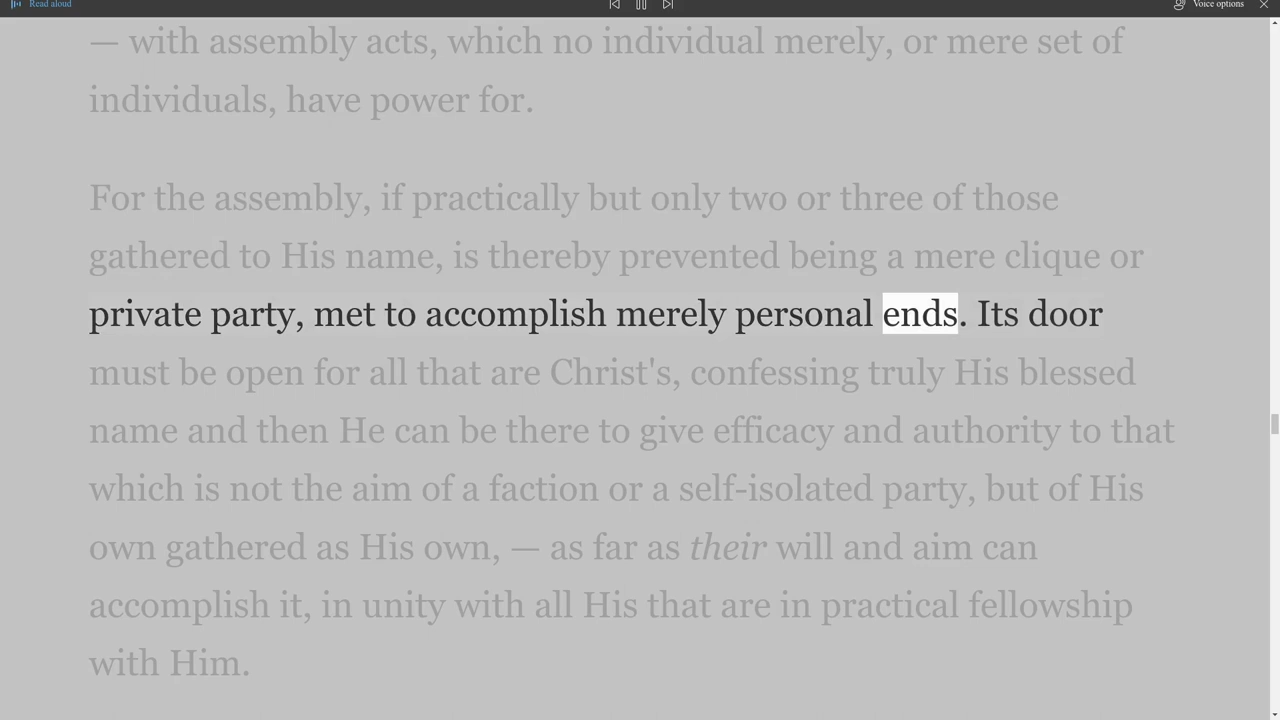 Read aloud
Voice options
— with assembly acts, which no individual merely, or mere set of
individuals, have power for.
For the assembly, if practically but only two or three of those
gathered to His name, is thereby prevented being a mere clique or
private party, met to accomplish merely personal ends. Its door
must be open for all that are Christ's, confessing truly His blessed
name and then He can be there to give efficacy and authority to that
which is not the aim of a faction or a self-isolated party, but of His
own gathered as His own, — as far as their will and aim can
accomplish it, in unity with all His that are in practical fellowship
with Him.